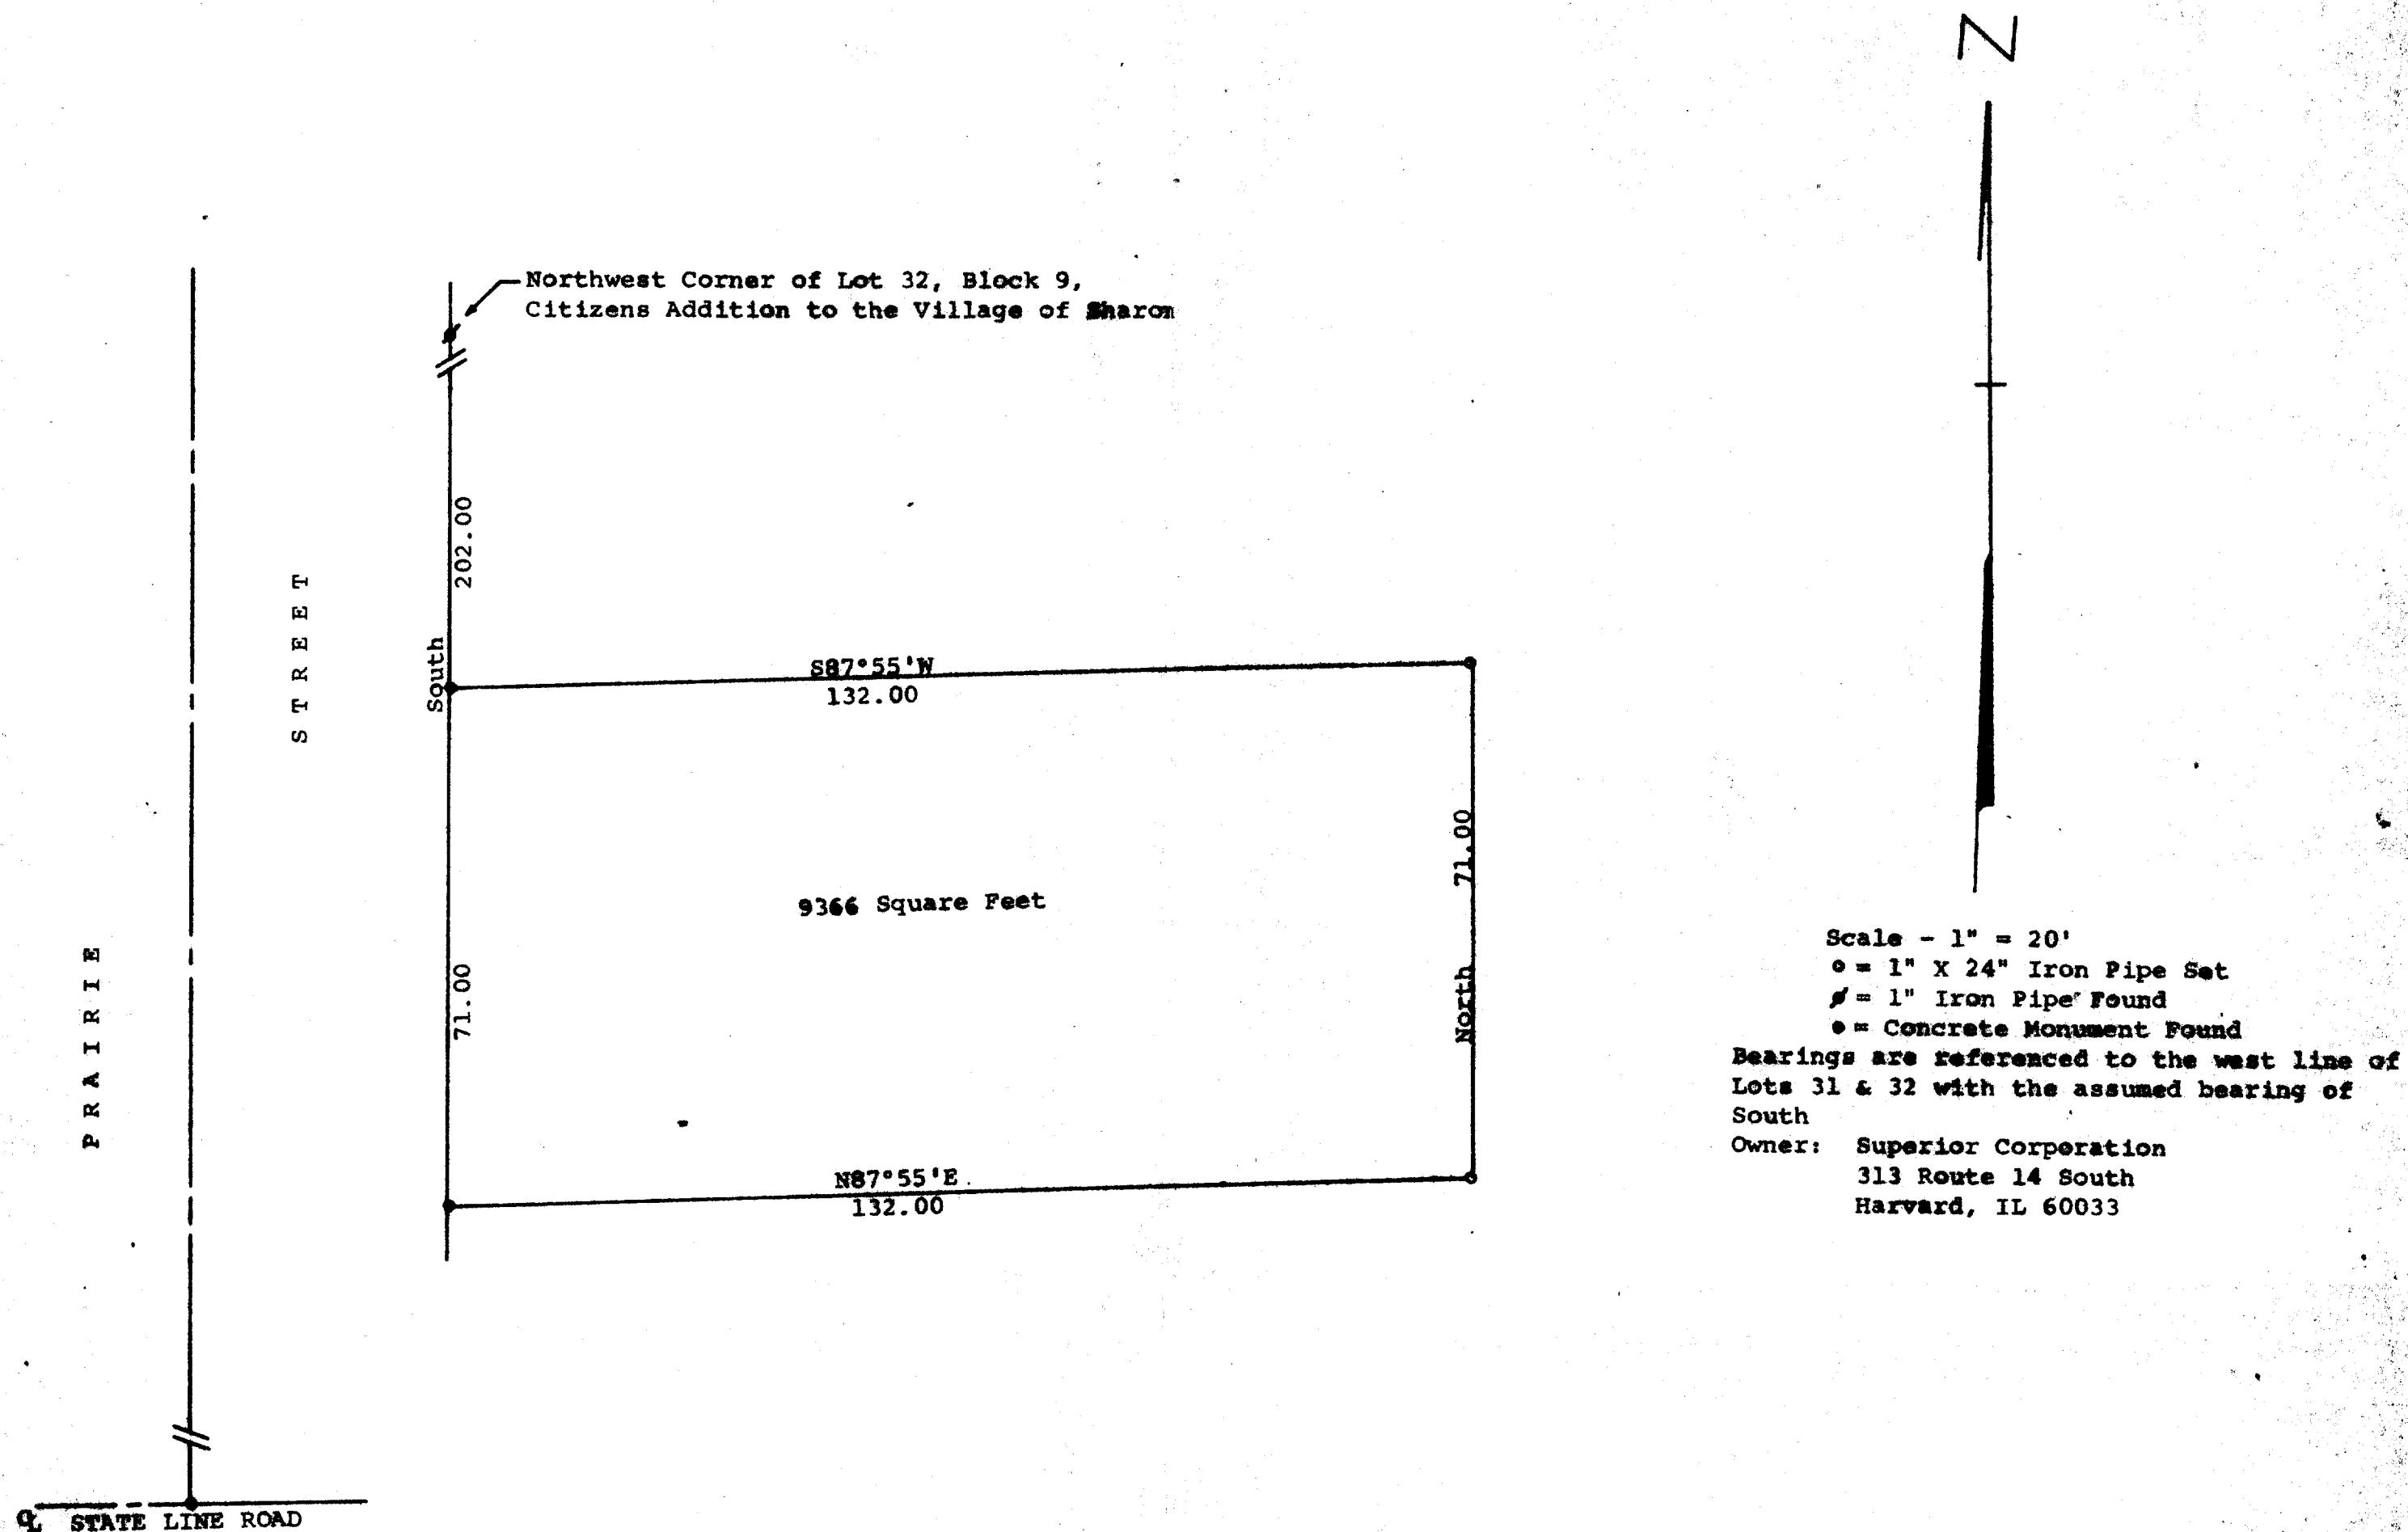 N
Northwest Corner of Lot 32, Block 9,
Citizens Addition to the Village of Sharon
202.00
South
STREET
S87°55'W
132.00
71.00
North
9366 Square Feet
71.00
PRAIRIE
N87°55'E
132.00
Scale - 1" = 20'
= 1" X 24" Iron Pipe Set
= 1" Iron Pipe Found
= Concrete Monument Found
Bearings are referenced to the west line of
Lots 31 & 32 with the assumed bearing of
South
Owner: Superior Corporation
313 Route 14 South
Harvard, IL 60033
℄ STATE LINE ROAD